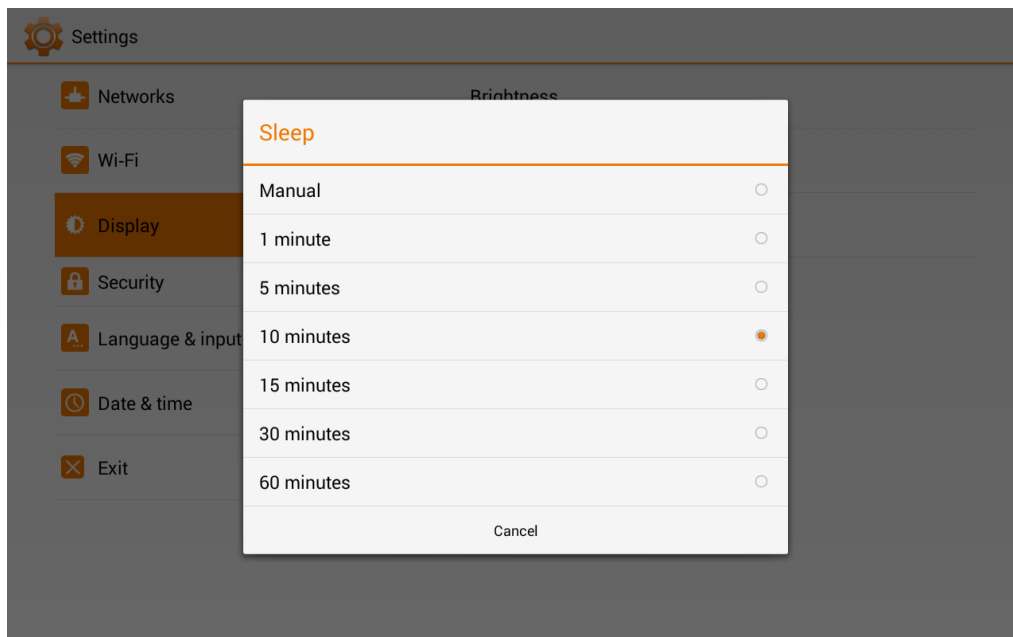 Settings
Networks
Wi-Fi
Display
Security
Language & input
Date & time
Exit
Brightness
Sleep
Manual
1 minute
5 minutes
10 minutes
15 minutes
30 minutes
60 minutes
Cancel